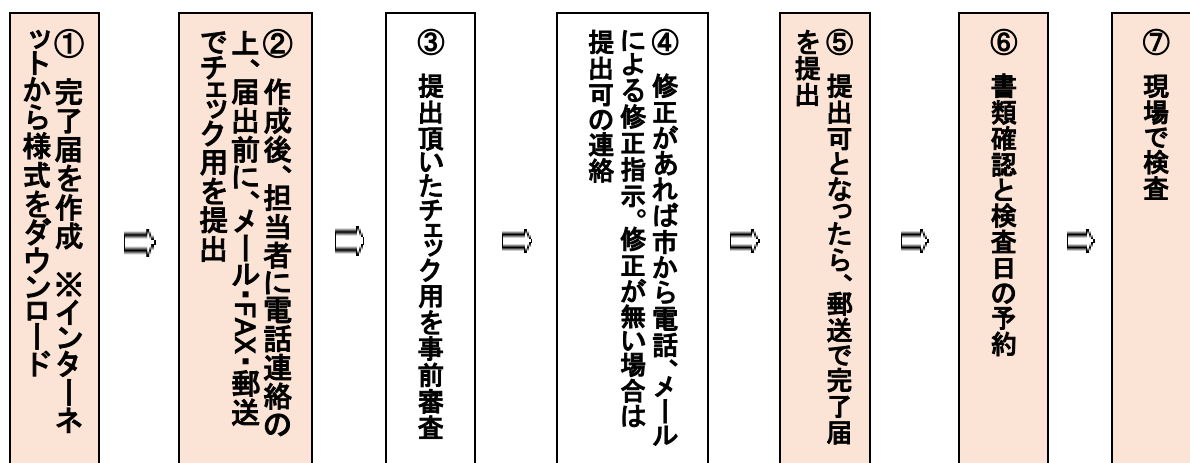 ① 完了届を作成 ※インターネ
ットから様式をダウンロード
② 作成後、担当者に電話連絡の
上、届出前に、メール・FAX・郵送
でチェック用を提出
③ 提出頂いたチェック用を事前審査
④ 修正があれば市から電話、メール
による修正指示。修正が無い場合は
提出可の連絡
⑤ 提出可となったら、郵送で完了届
を提出
⑥ 書類確認と検査日の予約
⑦ 現場で検査